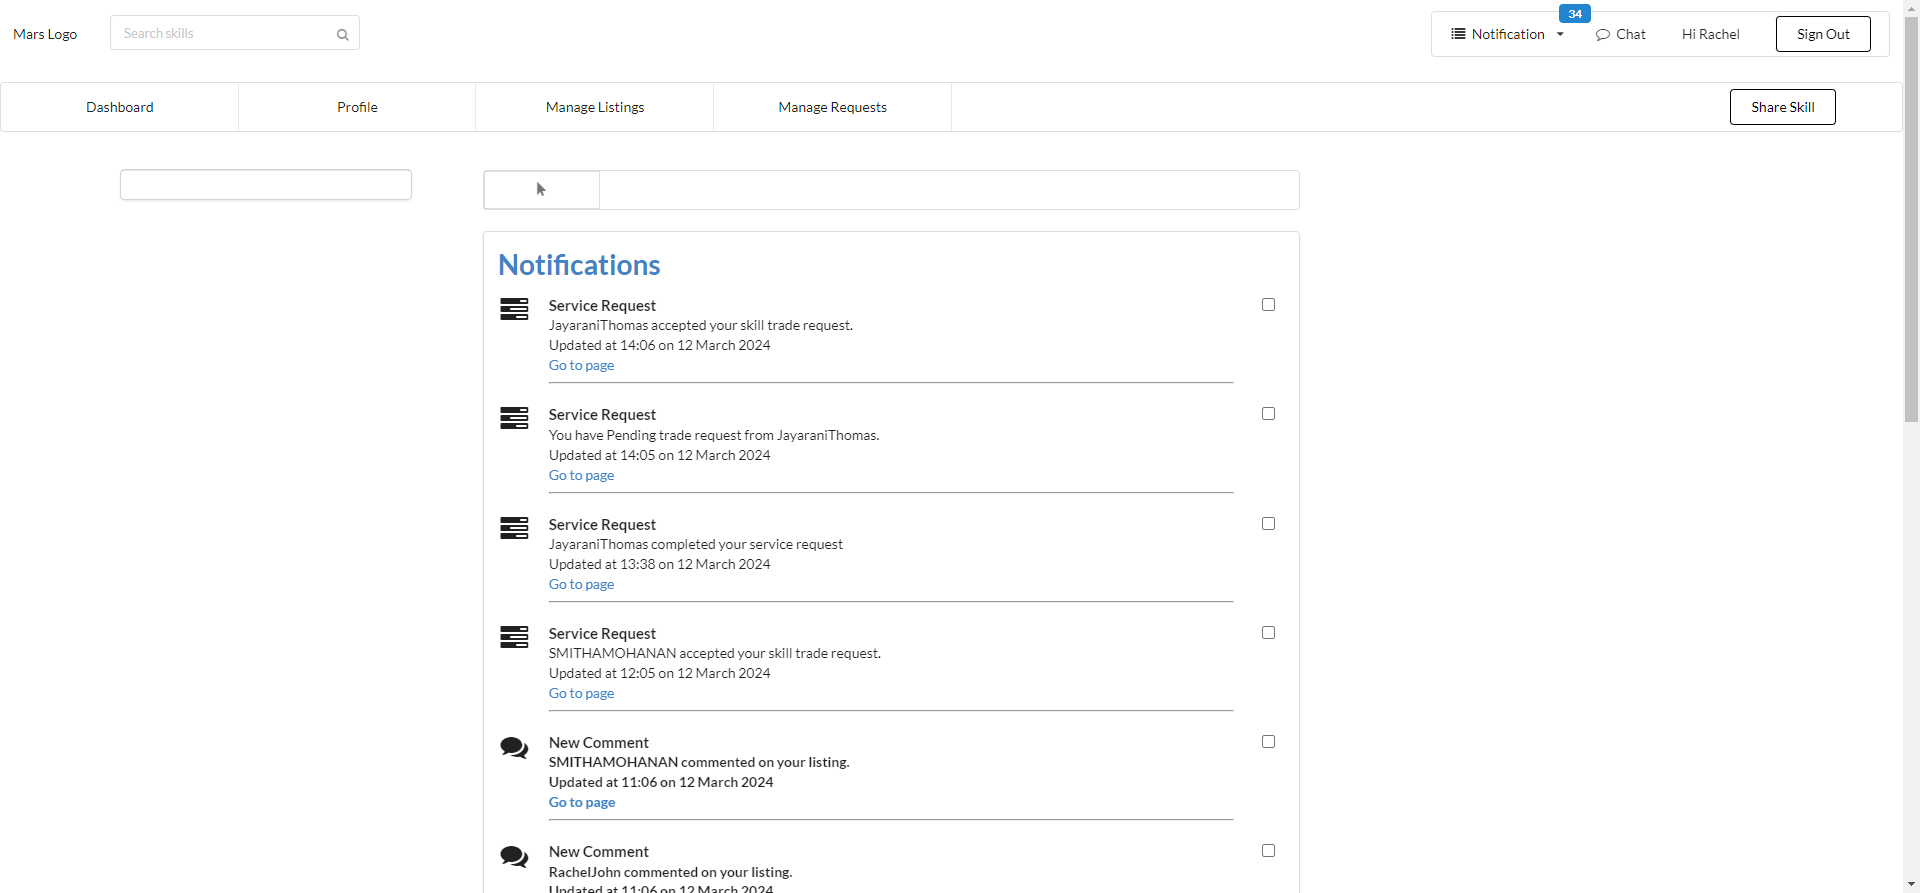 Mars Logo
Search skills
34
Notification
Chat
Hi Rachel
Sign Out
Dashboard
Profile
Manage Listings
Manage Requests
Share Skill
Notifications
Service Request
JayaraniThomas accepted your skill trade request.
Updated at 14:06 on 12 March 2024
Go to page
Service Request
You have Pending trade request from JayaraniThomas.
Updated at 14:05 on 12 March 2024
Go to page
Service Request
JayaraniThomas completed your service request
Updated at 13:38 on 12 March 2024
Go to page
Service Request
SMITHAMOHANAN accepted your skill trade request.
Updated at 12:05 on 12 March 2024
Go to page
New Comment
SMITHAMOHANAN commented on your listing.
Updated at 11:06 on 12 March 2024
Go to page
New Comment
RachelJohn commented on your listing.
Updated at 11:06 on 12 March 2024